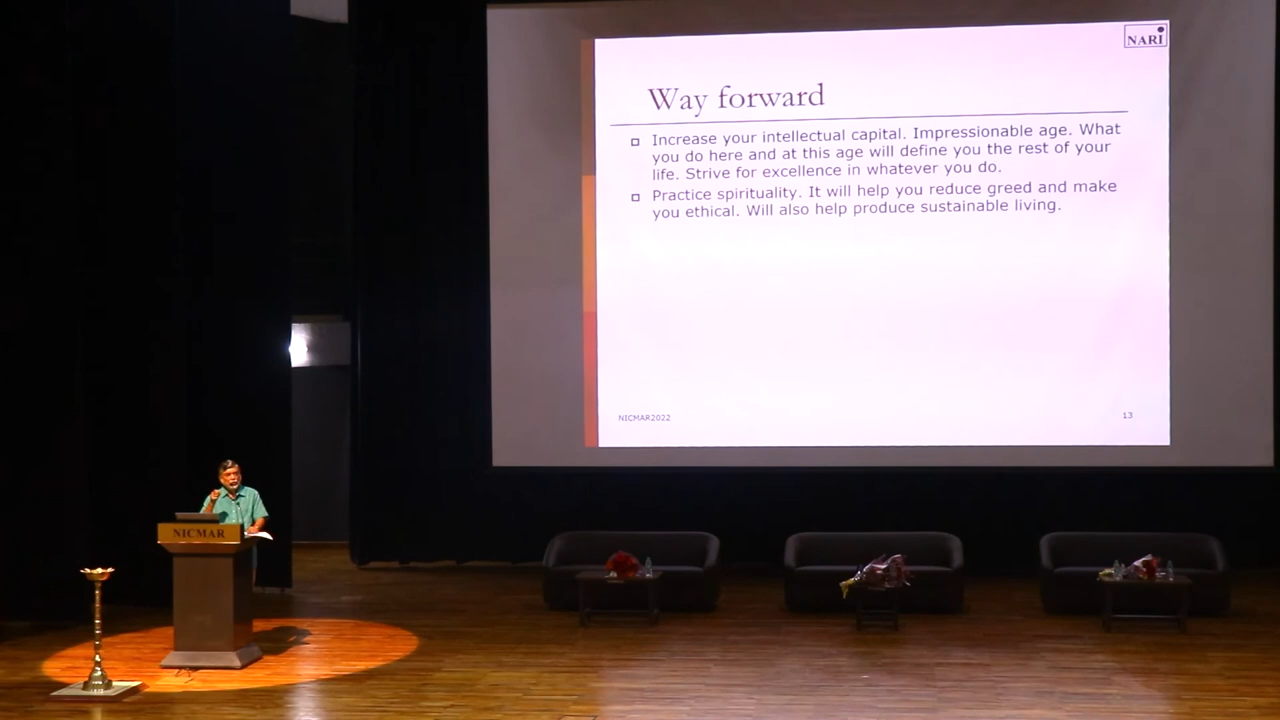 NARI
Way forward
Increase your intellectual capital. Impressionable age. What
you do here and at this age will define you the rest of your
life. Strive for excellence in whatever you do.
Practice spirituality. It will help you reduce greed and make
you ethical. Will also help produce sustainable living.
NICMAR2022
13
NICMAR